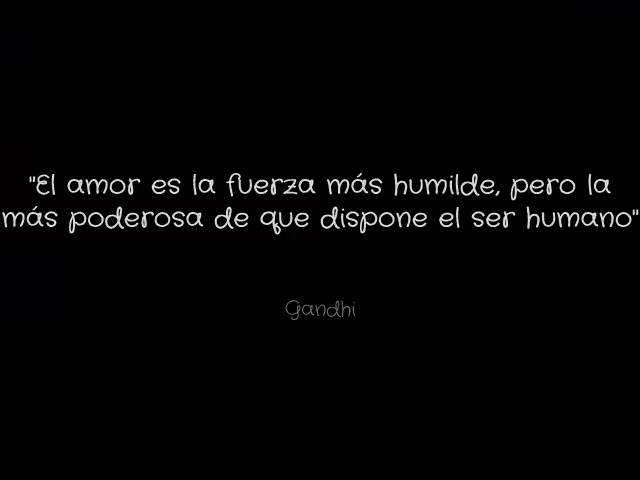 "El amor es la fuerza más humilde, pero la
más poderosa de que dispone el ser humano"
Gandhi